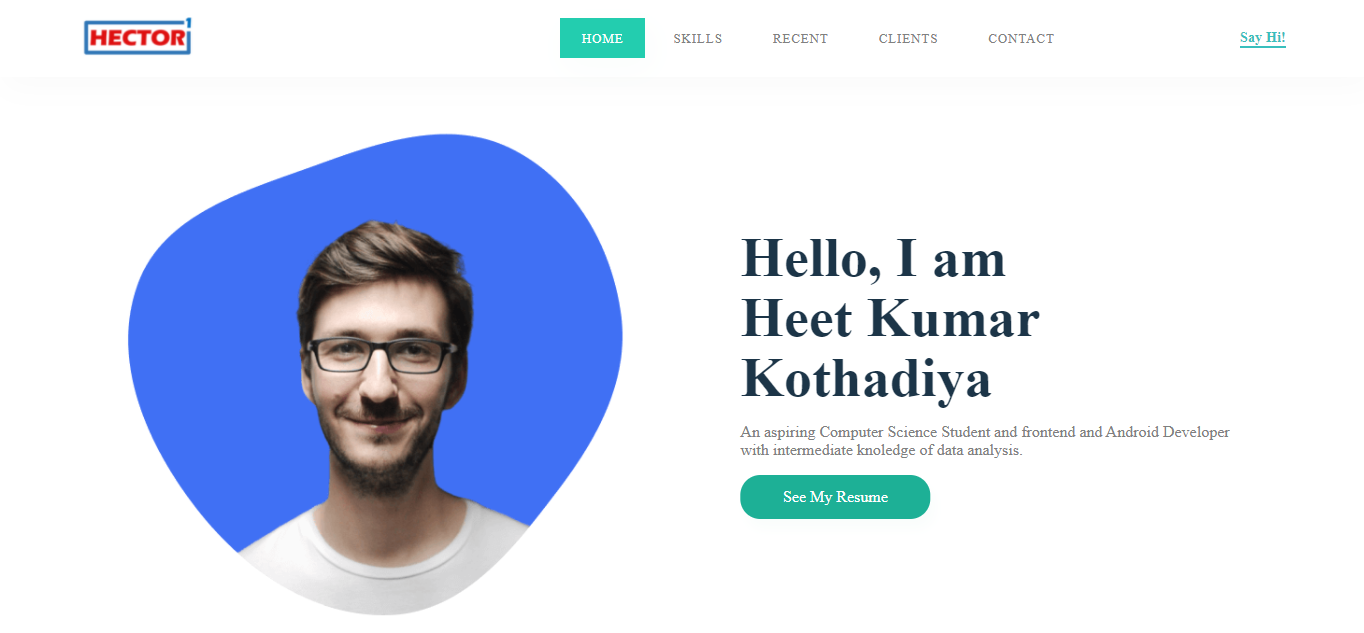 HECTOR1
HOME SKILLS RECENT CLIENTS CONTACT Say Hi!
Hello, I am
Heet Kumar
Kothadiya
An aspiring Computer Science Student and frontend and Android Developer
with intermediate knoledge of data analysis.
See My Resume